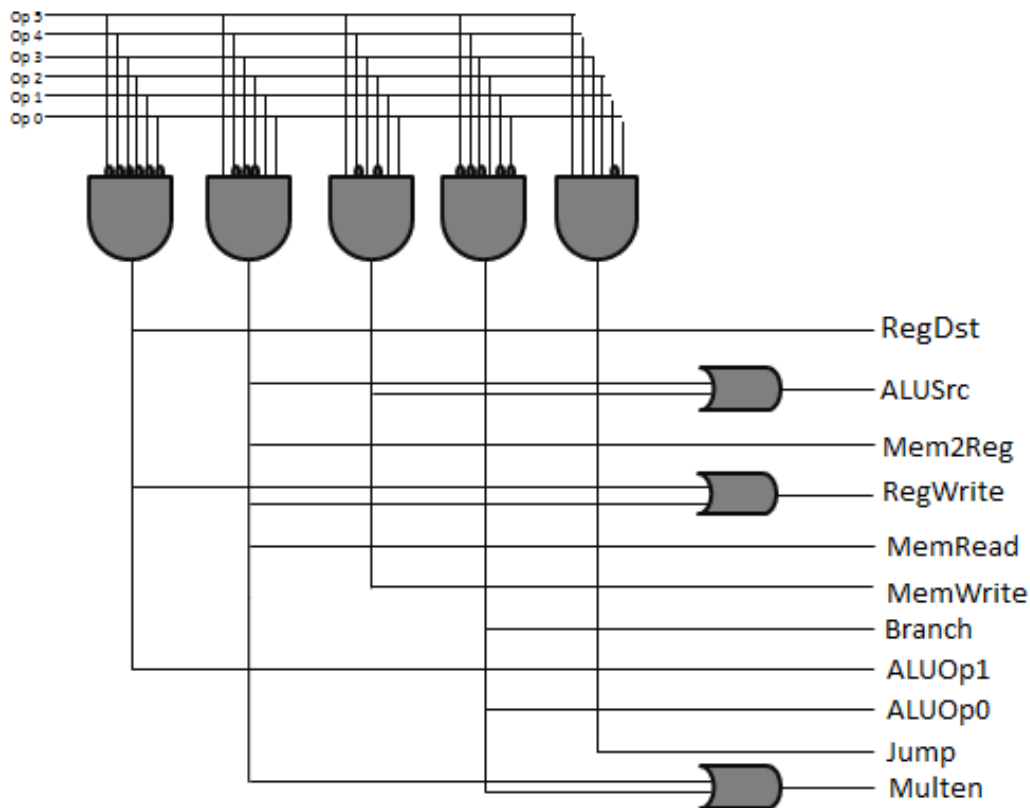 Op 5
Op 4
Op 3
Op 2
Op 1
Op 0
RegDst
ALUSrc
Mem2Reg
RegWrite
MemRead
MemWrite
Branch
ALUOp1
ALUOp0
Jump
Multen